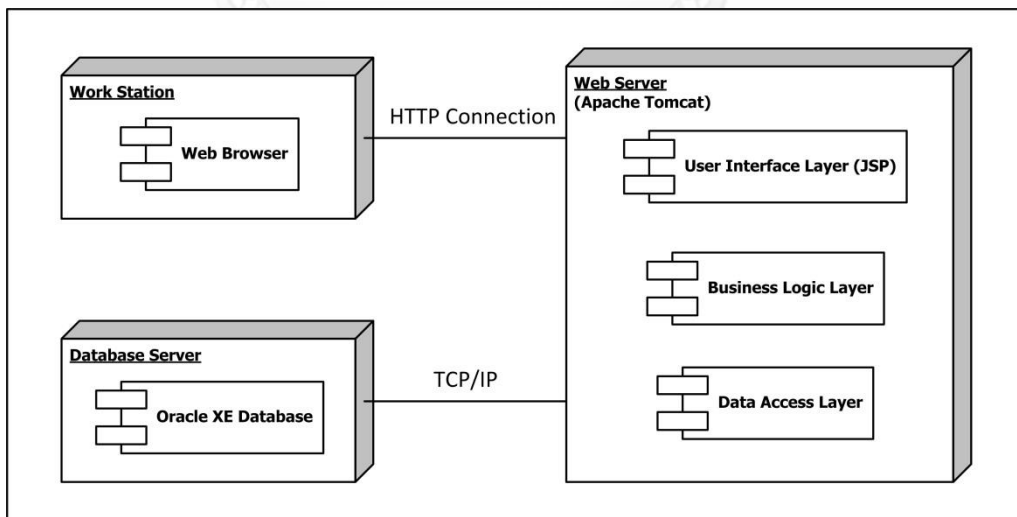 Work Station
Web Browser
HTTP Connection
Web Server
(Apache Tomcat)
User Interface Layer (JSP)
Business Logic Layer
Data Access Layer
Database Server
Oracle XE Database
TCP/IP